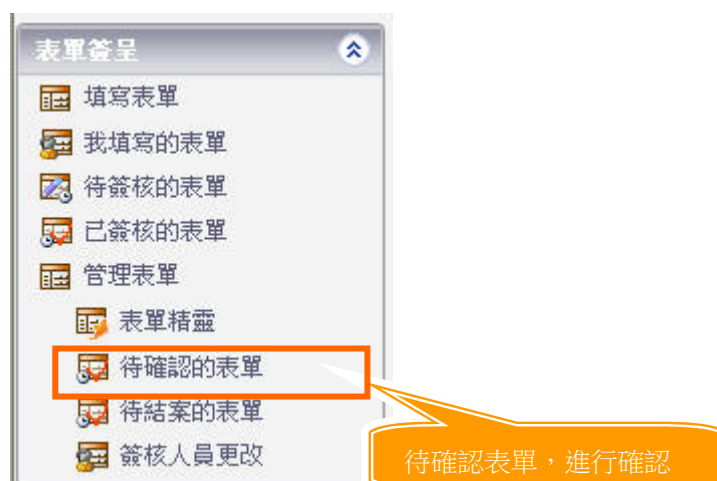 表單簽呈
填寫表單
我填寫的表單
待簽核的表單
已簽核的表單
管理表單
表單精靈
待確認的表單
待結案的表單
簽核人員更改
待確認表單，進行確認